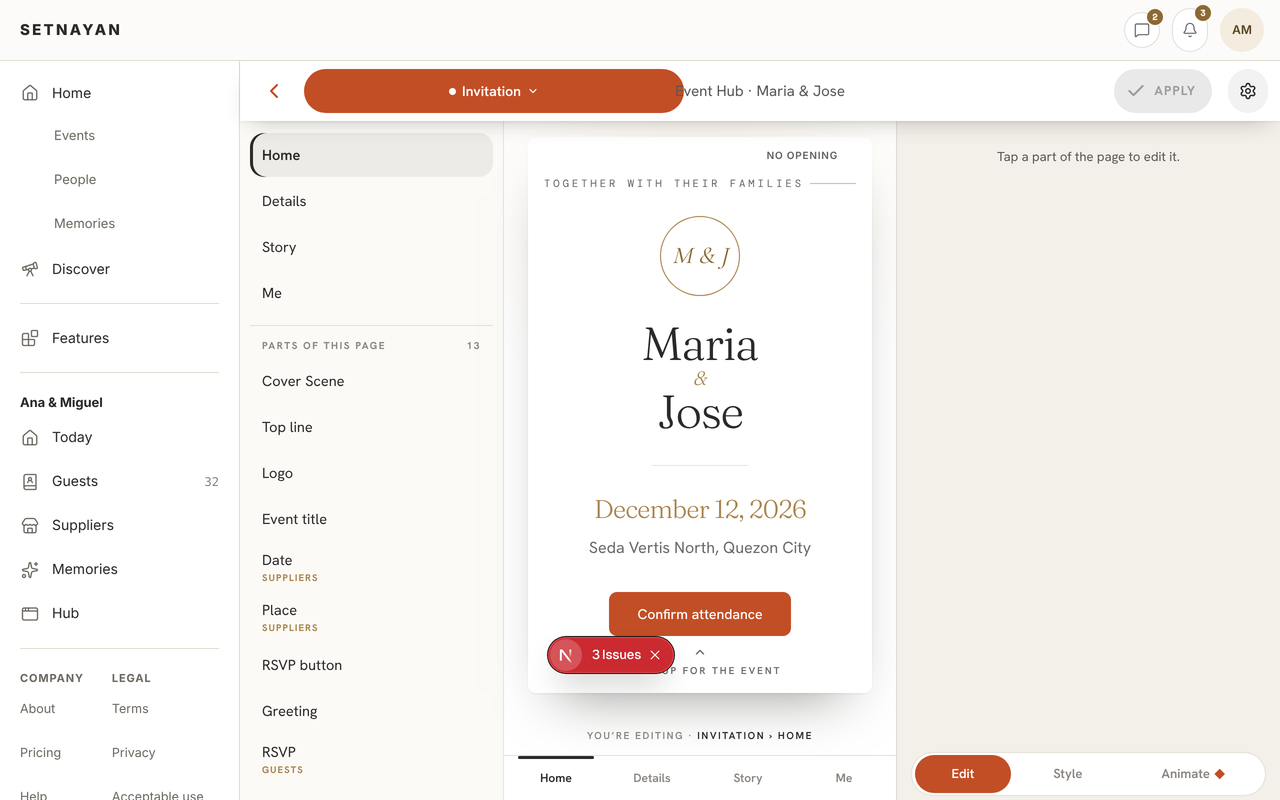 SETNAYAN
2
3
AM
Home
Events
People
Memories
Discover
Features
Ana & Miguel
Today
Guests 32
Suppliers
Memories
Hub
COMPANY LEGAL
About Terms
Pricing Privacy
Help Acceptable use
Invitation
Event Hub · Maria & Jose
APPLY
Home
Details
Story
Me
PARTS OF THIS PAGE 13
Cover Scene
Top line
Logo
Event title
Date
SUPPLIERS
Place
SUPPLIERS
RSVP button
Greeting
RSVP
GUESTS
NO OPENING
TOGETHER WITH THEIR FAMILIES
M & J
Maria
&
Jose
December 12, 2026
Seda Vertis North, Quezon City
Confirm attendance
N 3 Issues
UP FOR THE EVENT
YOU'RE EDITING · INVITATION › HOME
Home Details Story Me
Tap a part of the page to edit it.
Edit Style Animate